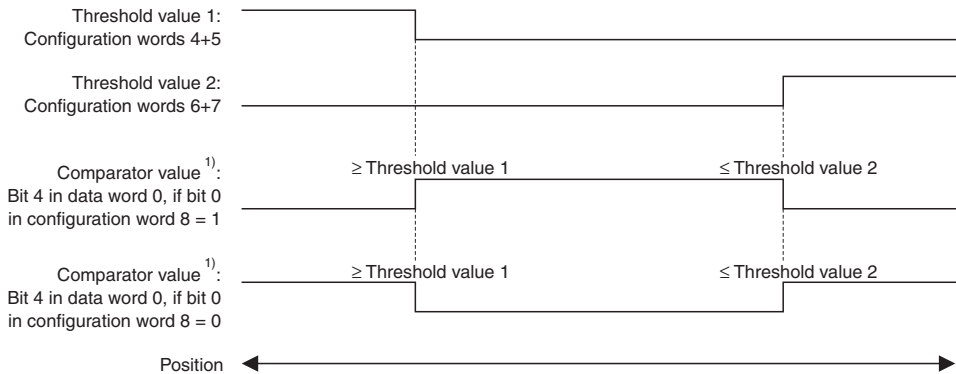 Threshold value 1:
Configuration words 4+5
Threshold value 2:
Configuration words 6+7
Comparator value 1):
Bit 4 in data word 0, if bit 0
in configuration word 8 = 1
≥ Threshold value 1
≤ Threshold value 2
Comparator value 1):
Bit 4 in data word 0, if bit 0
in configuration word 8 = 0
≥ Threshold value 1
≤ Threshold value 2
Position